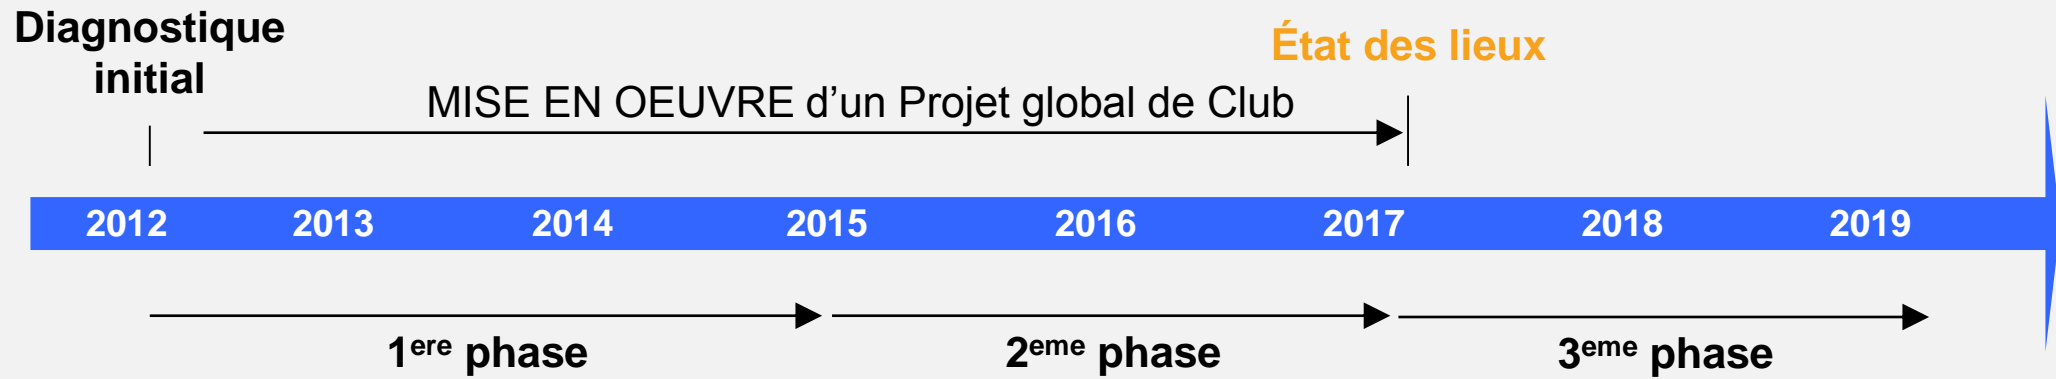 Diagnostique
initial
État des lieux
MISE EN OEUVRE d’un Projet global de Club
2012 2013 2014 2015 2016 2017 2018 2019
1ere phase 2eme phase 3eme phase